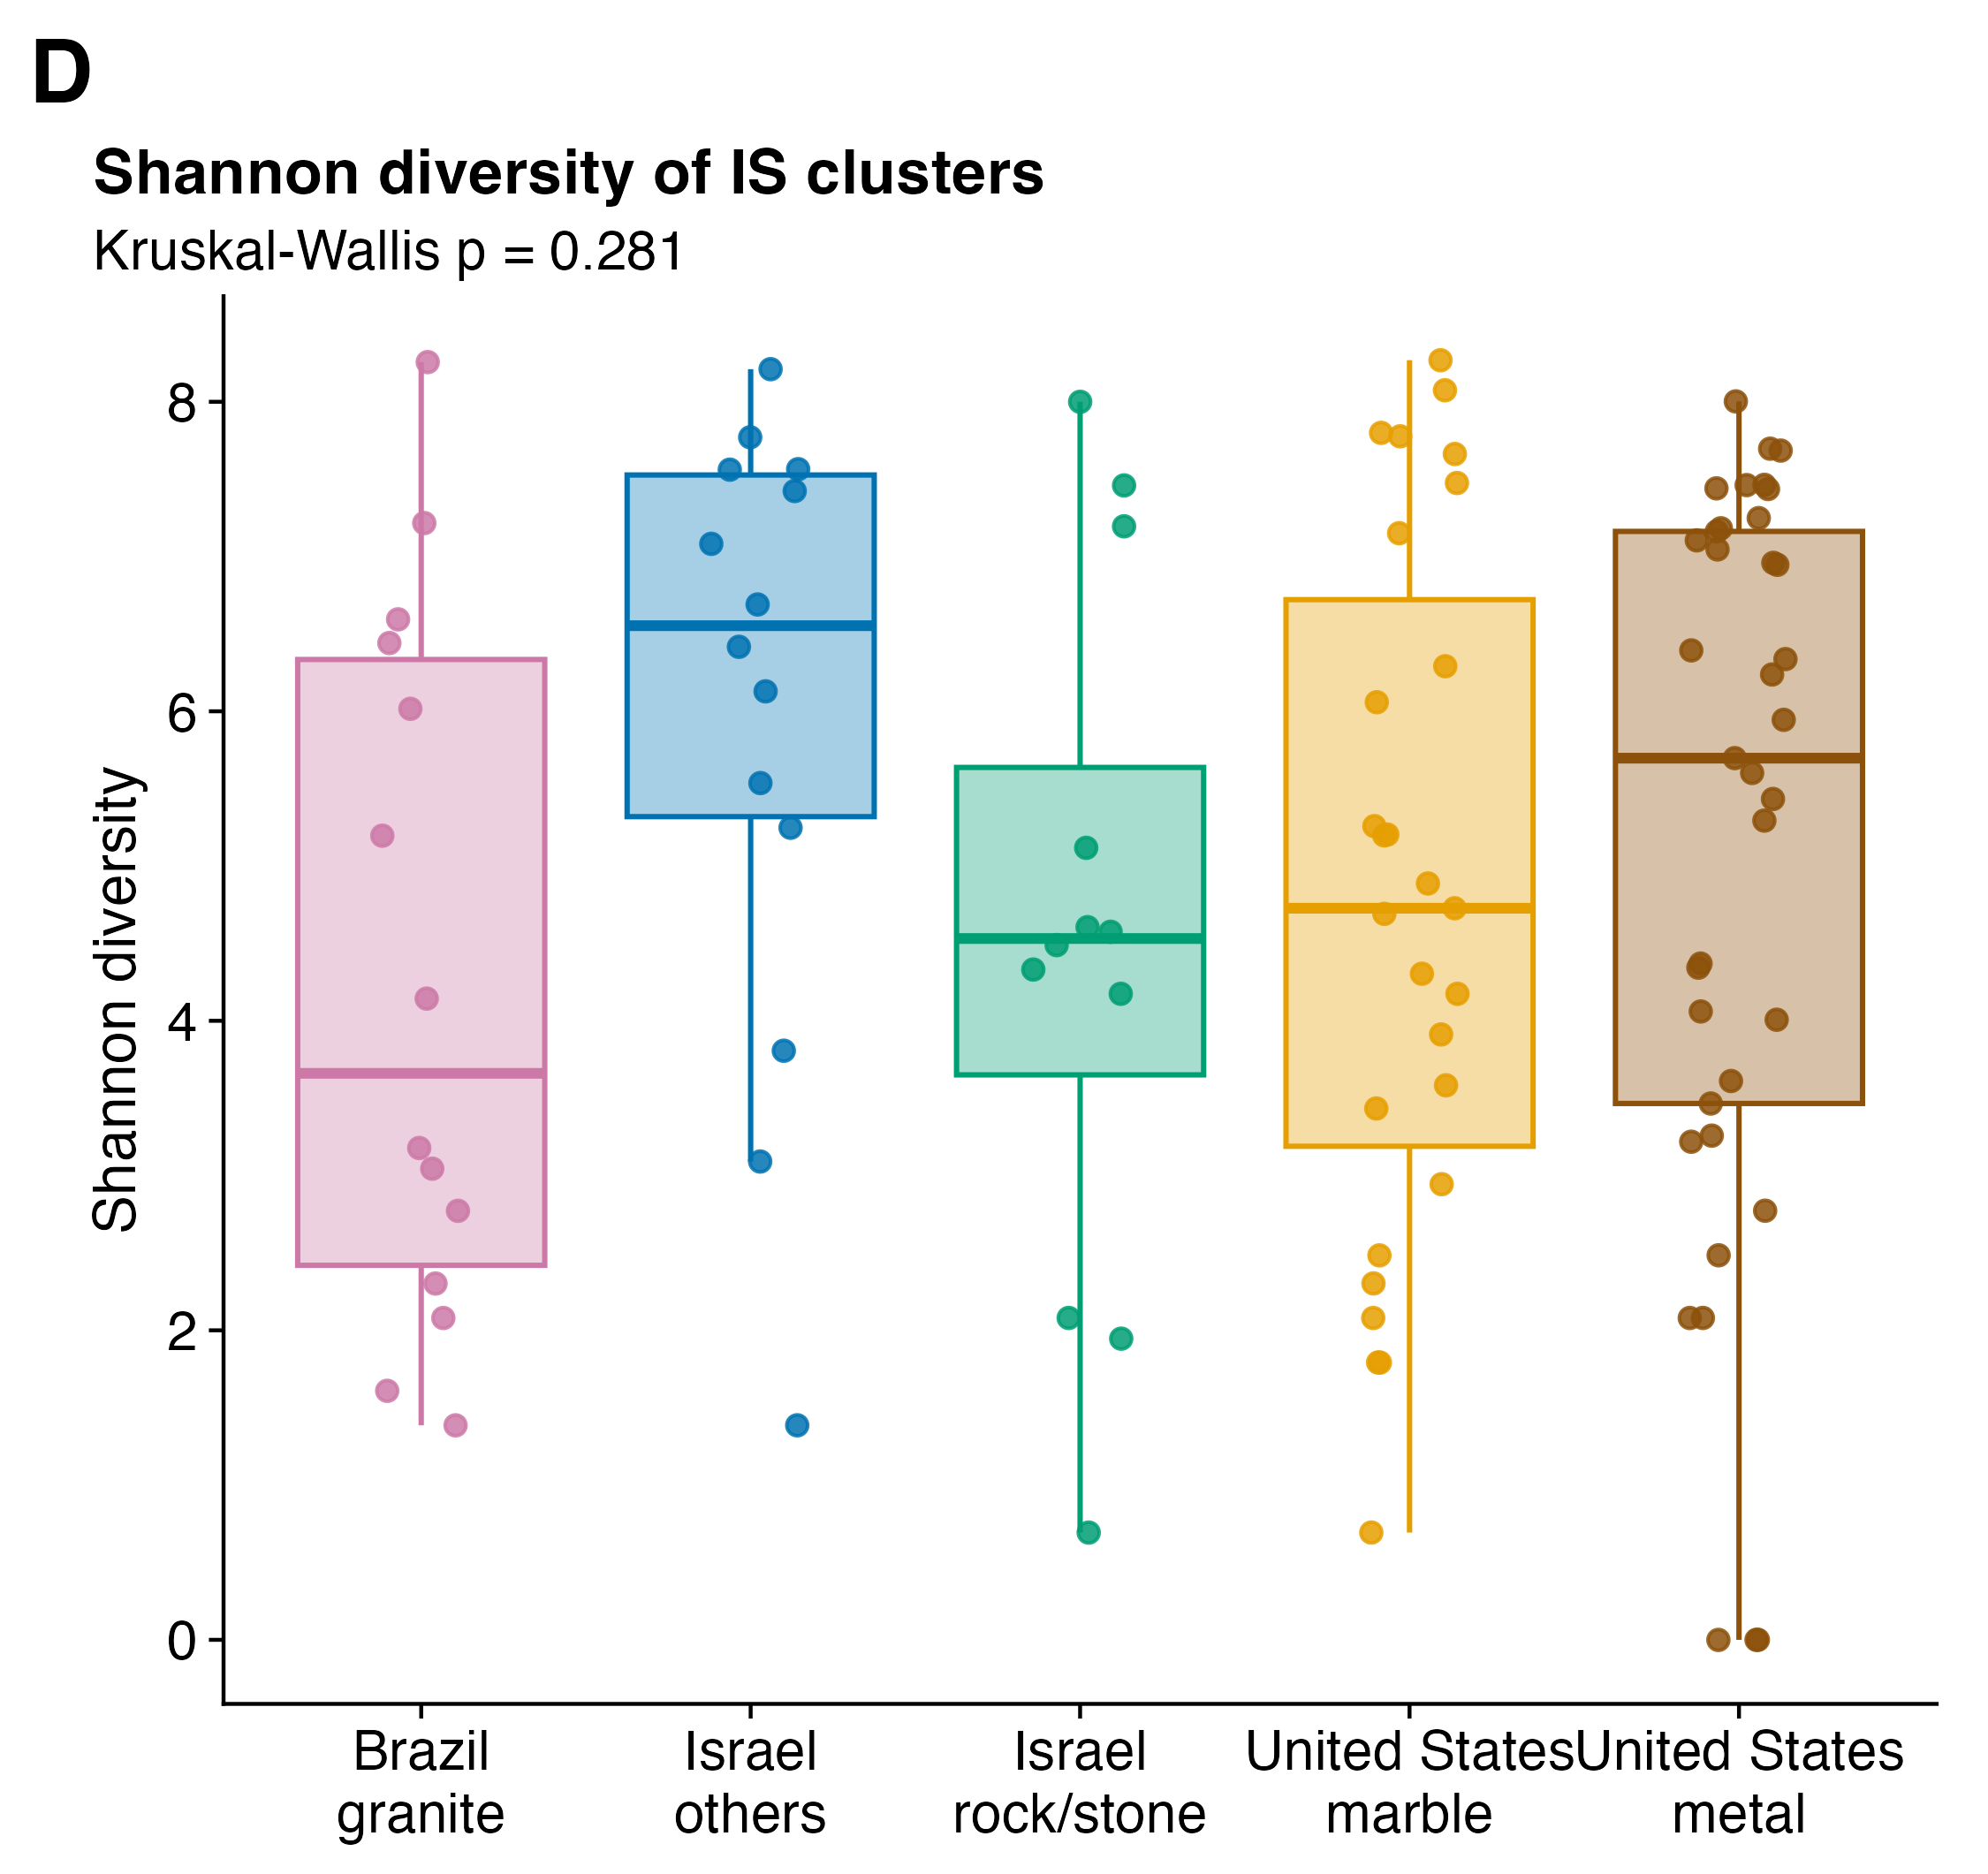 D
Shannon diversity of IS clusters
Kruskal-Wallis p = 0.281
Shannon diversity
8
6
4
2
0
Brazil granite
Israel others
Israel rock/stone
United States marble
United States metal